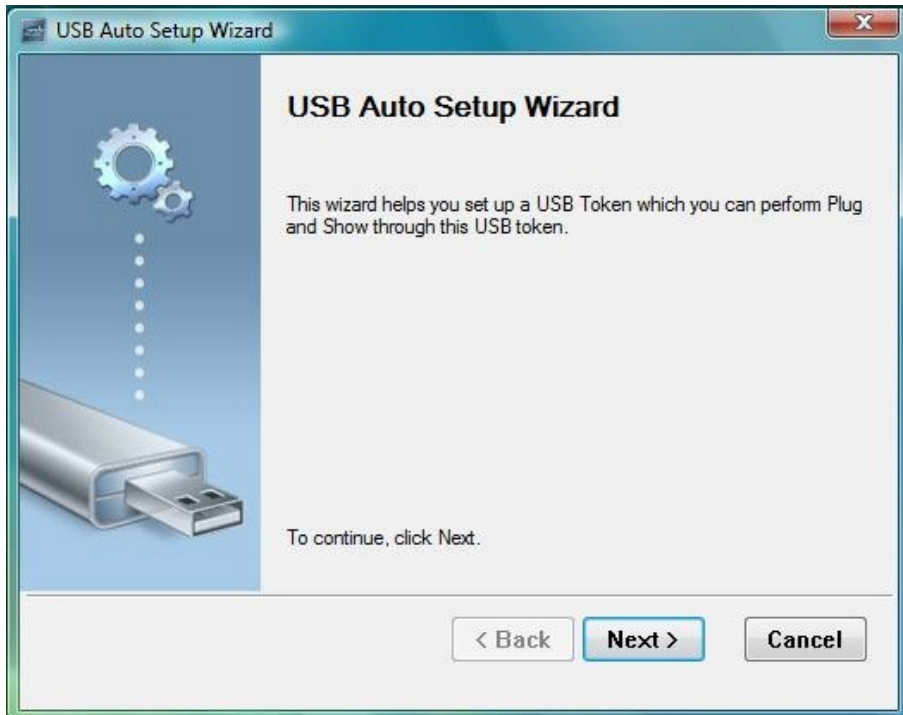 USB Auto Setup Wizard
USB Auto Setup Wizard
This wizard helps you set up a USB Token which you can perform Plug
and Show through this USB token.
To continue, click Next.
< Back
Next >
Cancel